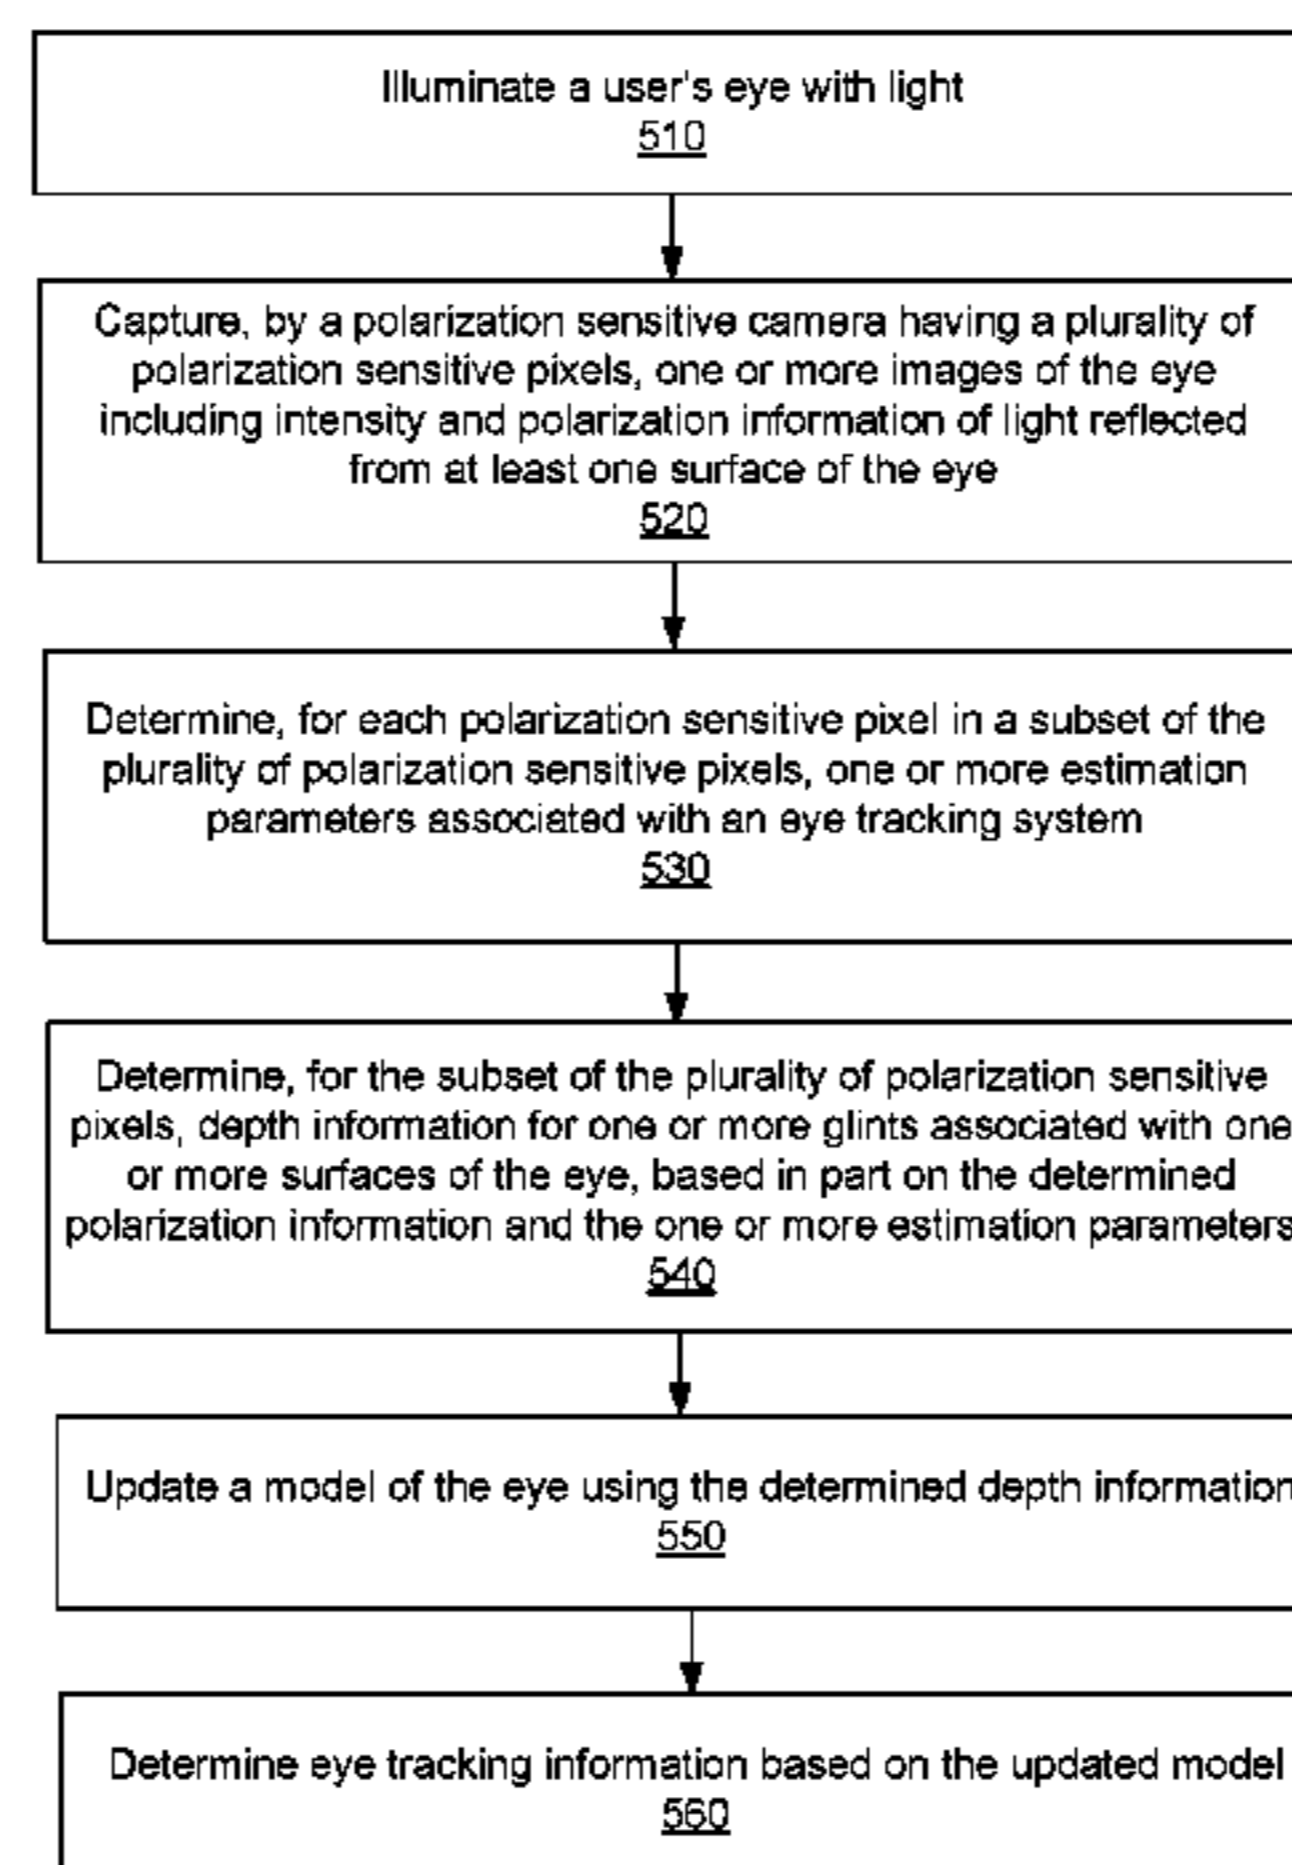 Illuminate a user's eye with light
510
Capture, by a polarization sensitive camera having a plurality of
polarization sensitive pixels, one or more images of the eye
including intensity and polarization information of light reflected
from at least one surface of the eye
520
Determine, for each polarization sensitive pixel in a subset of the
plurality of polarization sensitive pixels, one or more estimation
parameters associated with an eye tracking system
530
Determine, for the subset of the plurality of polarization sensitive
pixels, depth information for one or more glints associated with one
or more surfaces of the eye, based in part on the determined
polarization information and the one or more estimation parameters
540
Update a model of the eye using the determined depth information
550
Determine eye tracking information based on the updated model
560